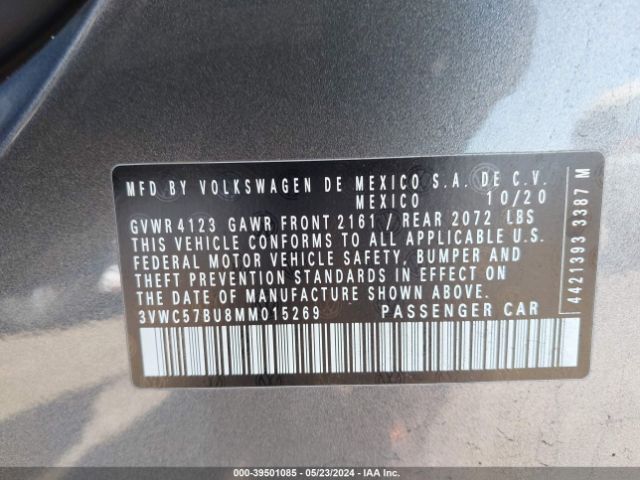 MFD BY VOLKSWAGEN DE MEXICO S.A. DE C.V.
MEXICO 10/20
GVWR 4123 GAWR FRONT 2161 / REAR 2072 LBS
THIS VEHICLE CONFORMS TO ALL APPLICABLE U.S.
FEDERAL MOTOR VEHICLE SAFETY, BUMPER AND
THEFT PREVENTION STANDARDS IN EFFECT ON
DATE OF MANUFACTURE SHOWN ABOVE.
3VWC57BU8MM015269 PASSENGER CAR
4421393 3387 M
000-39501085 - 05/23/2024 - IAA Inc.